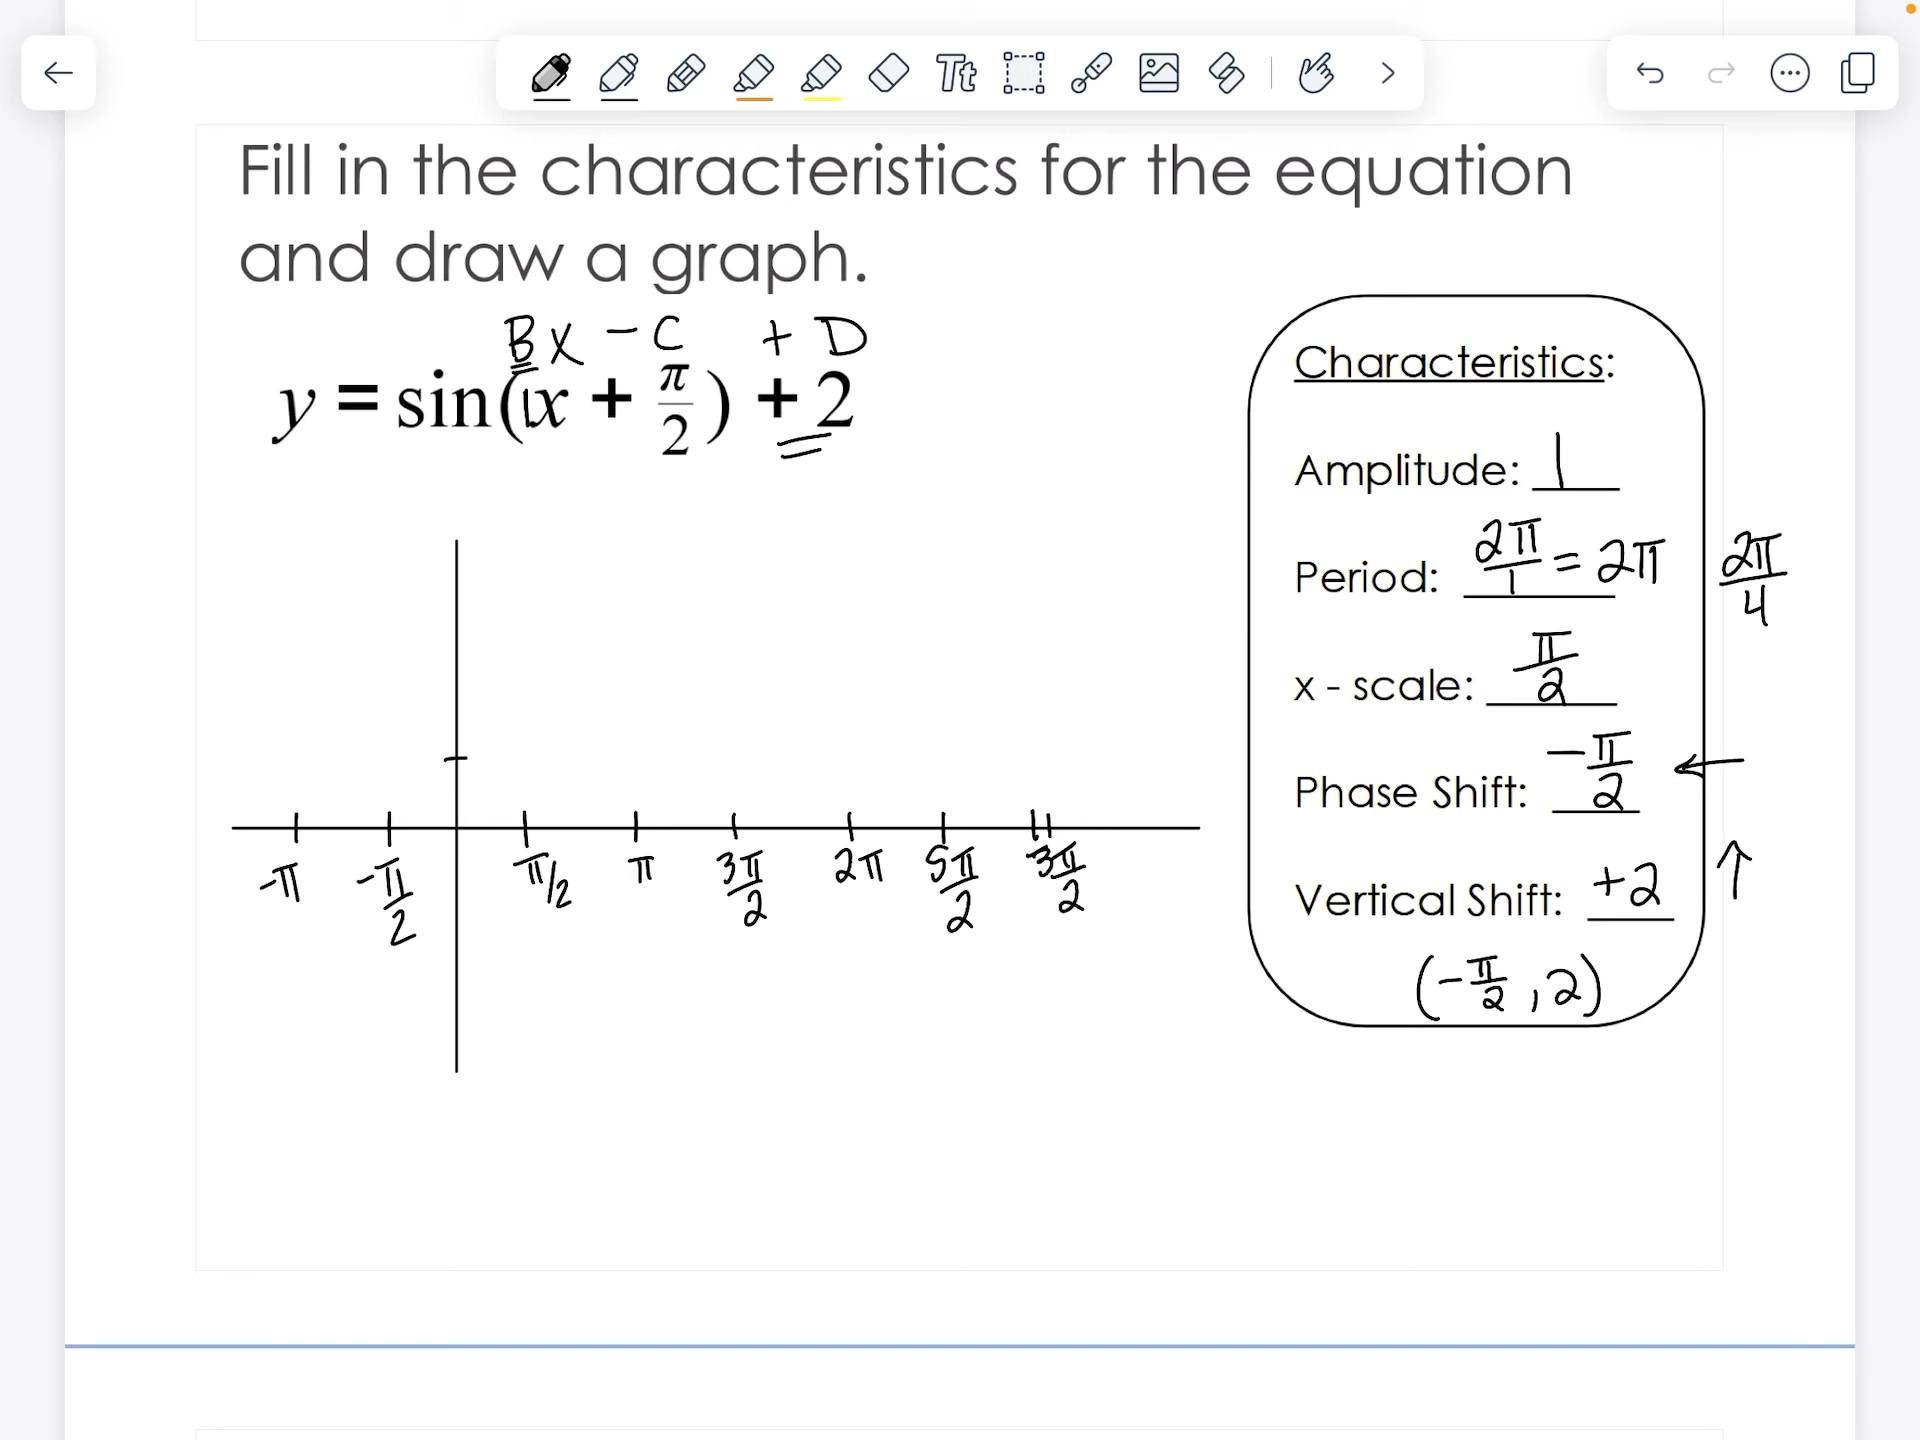 Tt
Fill in the characteristics for the equation
and draw a graph.
Bx - C + D
y = sin(1x + π/2) + 2
Characteristics:
Amplitude: 1
Period: 2π/1 = 2π 2π/4
x - scale: π/2
Phase Shift: -π/2 ←
Vertical Shift: +2 ↑
(-π/2, 2)
-π -π/2 π/2 π 3π/2 2π 5π/2 3π/2